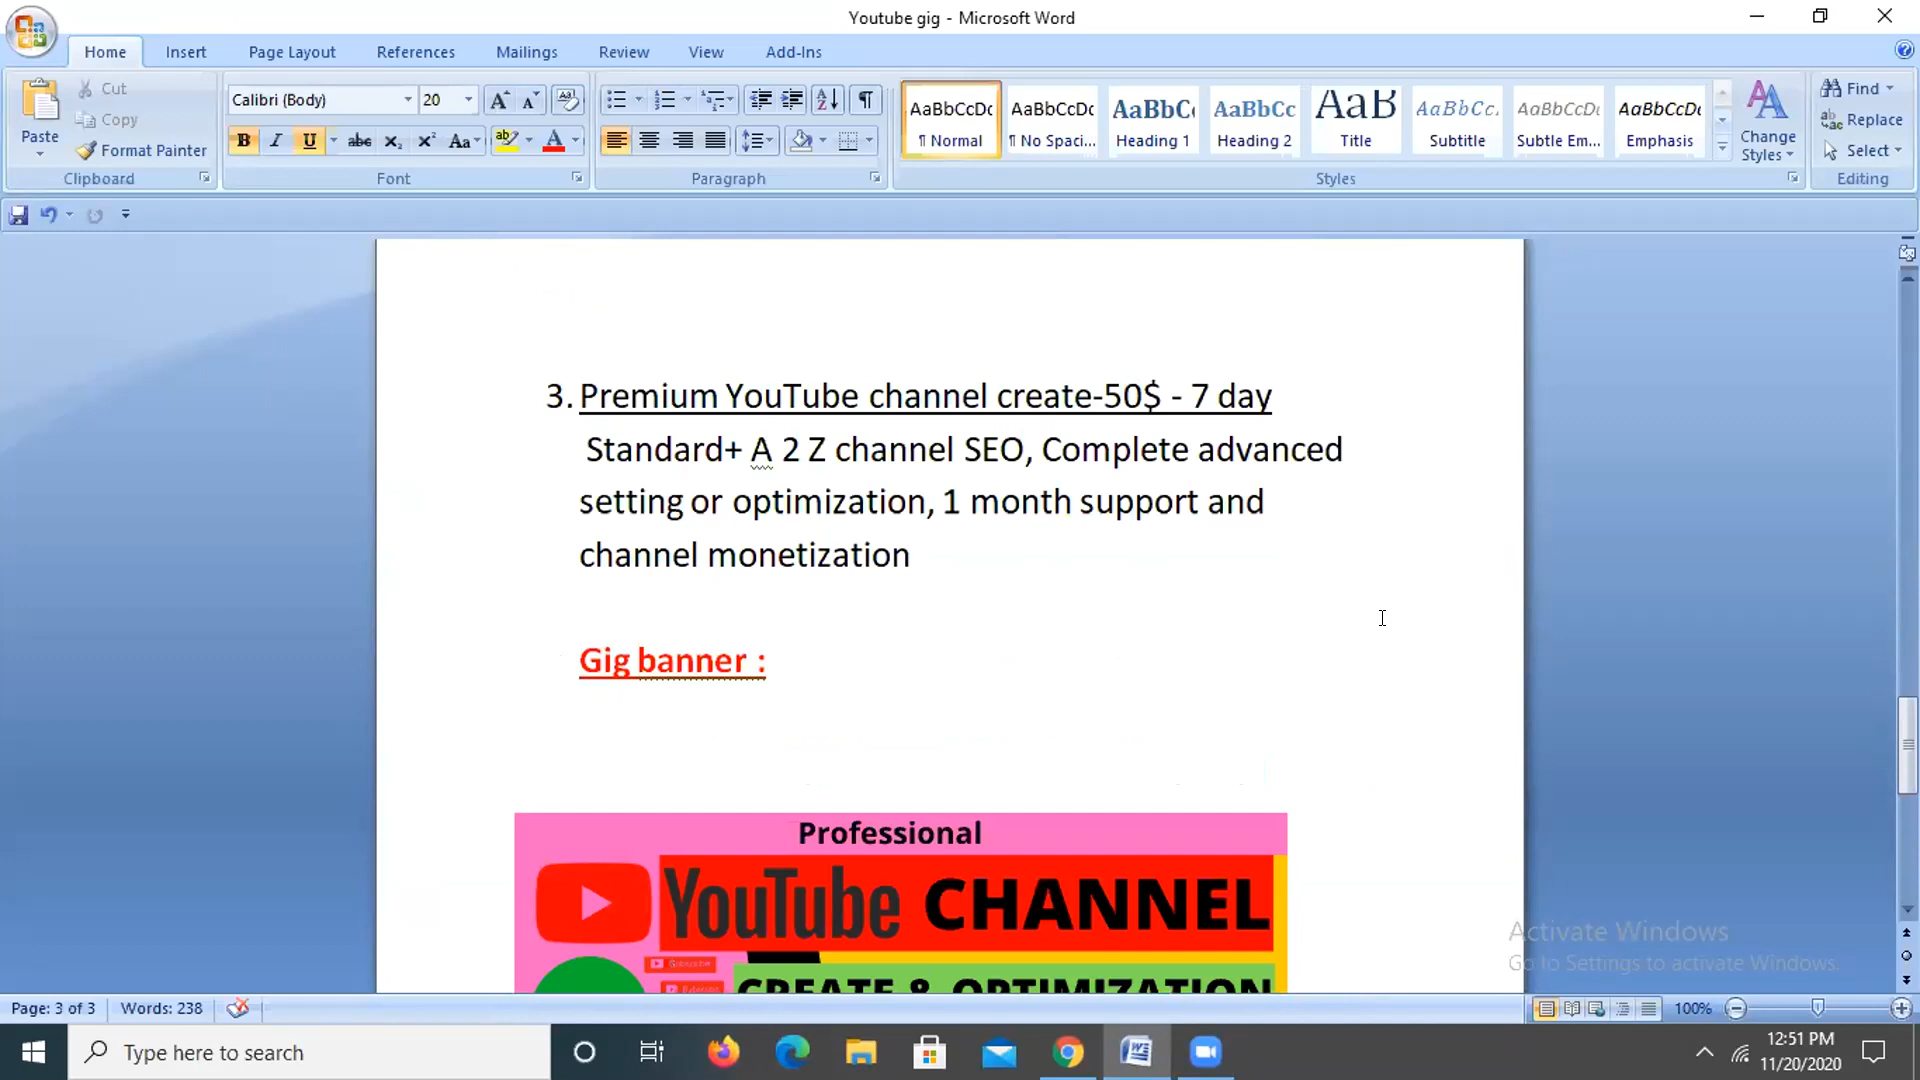 Youtube gig - Microsoft Word
Home Insert Page Layout References Mailings Review View Add-Ins
Paste
Cut
Copy
Format Painter
Clipboard
Calibri (Body) 20
Font
Paragraph
AaBbCcDc AaBbCcDc AaBbC AaBbCc AaB AaBbCc. AaBbCcDi AaBbCcDc
¶ Normal ¶ No Spaci... Heading 1 Heading 2 Title Subtitle Subtle Em... Emphasis
Change Styles
Styles
Find
Replace
Select
Editing
3. Premium YouTube channel create-50$ - 7 day
Standard+ A 2 Z channel SEO, Complete advanced
setting or optimization, 1 month support and
channel monetization
Gig banner :
Professional
YouTube CHANNEL
CREATE & OPTIMIZATION
Activate Windows
Go to Settings to activate Windows.
Page: 3 of 3 Words: 238 100%
Type here to search
12:51 PM
11/20/2020